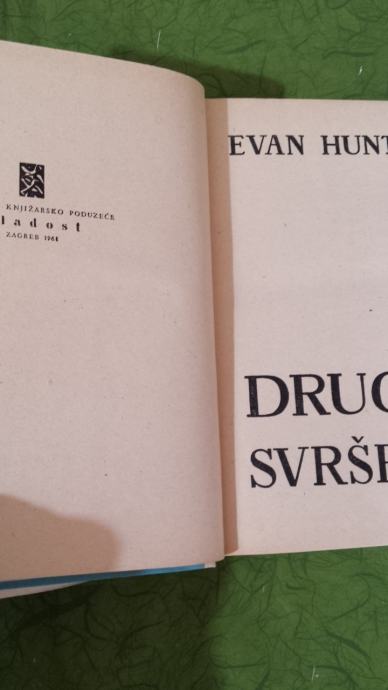 KNJIŽARSKO PODUZEĆE
ladost
ZAGREB 1961
EVAN HUNT
DRUG
SVRŠE